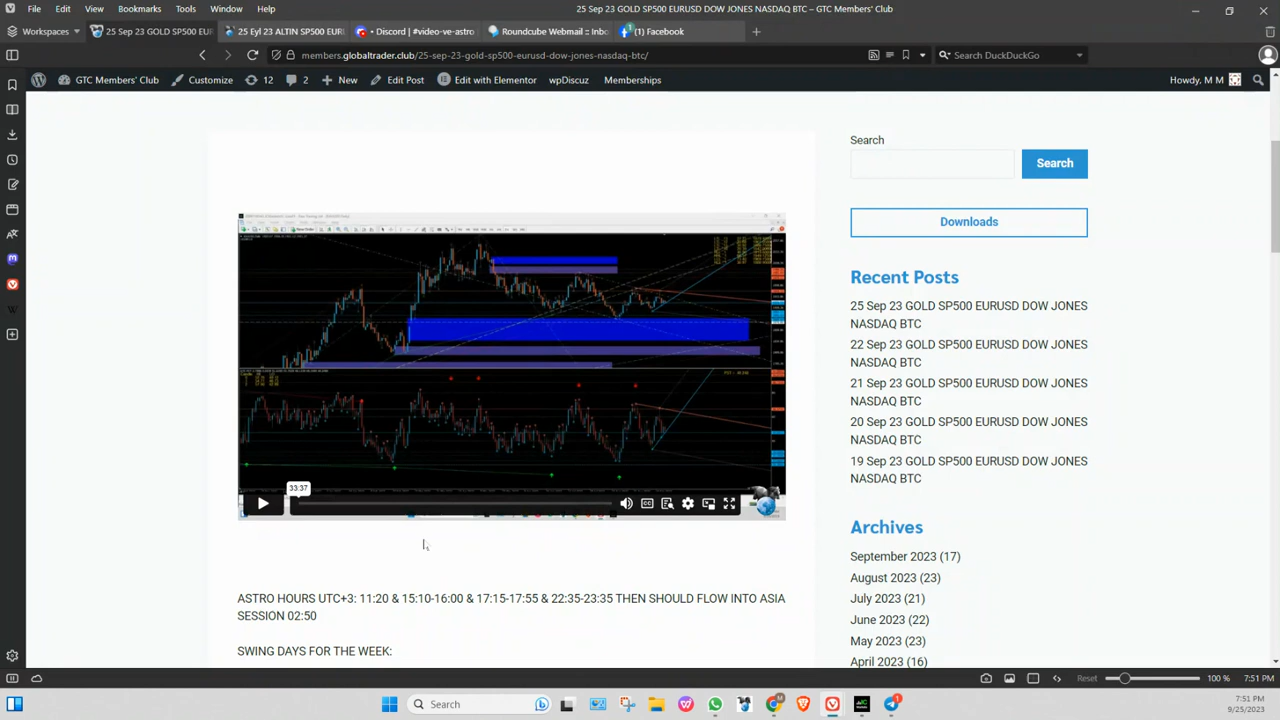 File Edit View Bookmarks Tools Window Help
25 Sep 23 GOLD SP500 EURUSD DOW JONES NASDAQ BTC – GTC Members' Club
Workspaces
25 Sep 23 GOLD SP500 EU
25 Eyl 23 ALTIN SP500 EURU
• Discord | #video-ve-astro
Roundcube Webmail :: Inbo
(1) Facebook
members.globaltrader.club/25-sep-23-gold-sp500-eurusd-dow-jones-nasdaq-btc/
Search DuckDuckGo
GTC Members' Club
Customize
12
2
New
Edit Post
Edit with Elementor
wpDiscuz
Memberships
Howdy, M M
Search
Search
Downloads
Recent Posts
25 Sep 23 GOLD SP500 EURUSD DOW JONES
NASDAQ BTC
22 Sep 23 GOLD SP500 EURUSD DOW JONES
NASDAQ BTC
21 Sep 23 GOLD SP500 EURUSD DOW JONES
NASDAQ BTC
20 Sep 23 GOLD SP500 EURUSD DOW JONES
NASDAQ BTC
19 Sep 23 GOLD SP500 EURUSD DOW JONES
NASDAQ BTC
Archives
September 2023 (17)
August 2023 (23)
July 2023 (21)
June 2023 (22)
May 2023 (23)
April 2023 (16)
33:37
CC
ASTRO HOURS UTC+3: 11:20 & 15:10-16:00 & 17:15-17:55 & 22:35-23:35 THEN SHOULD FLOW INTO ASIA
SESSION 02:50
SWING DAYS FOR THE WEEK:
Reset
100 %
7:51 PM
Search
7:51 PM
9/25/2023